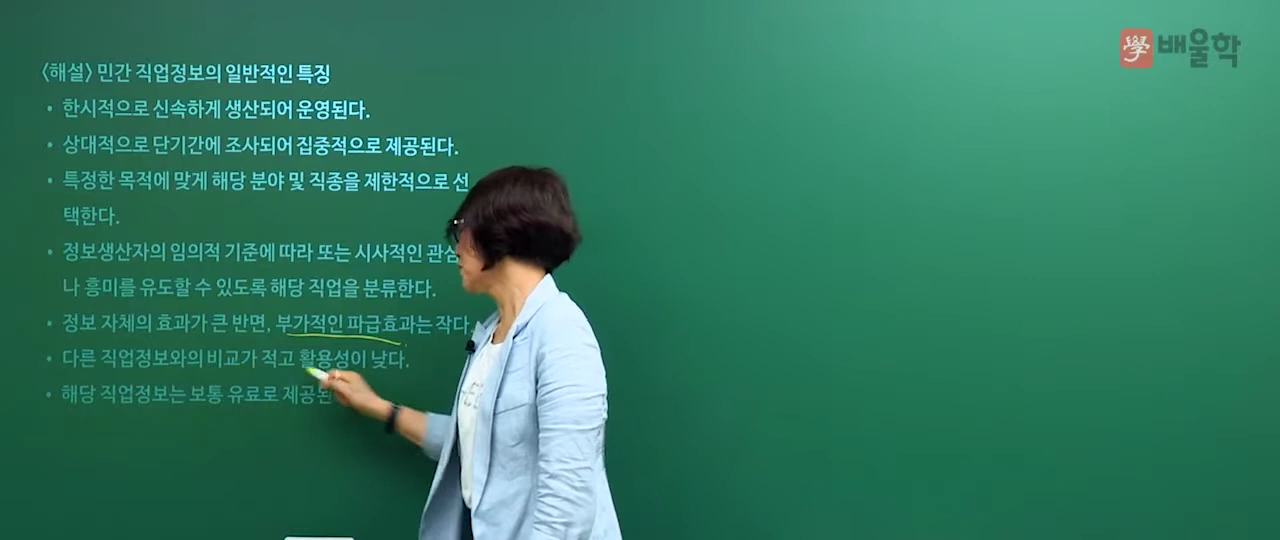 學 배울학
〈해설〉 민간 직업정보의 일반적인 특징
• 한시적으로 신속하게 생산되어 운영된다.
• 상대적으로 단기간에 조사되어 집중적으로 제공된다.
• 특정한 목적에 맞게 해당 분야 및 직종을 제한적으로 선
택한다.
• 정보생산자의 임의적 기준에 따라 또는 시사적인 관심
나 흥미를 유도할 수 있도록 해당 직업을 분류한다.
• 정보 자체의 효과가 큰 반면, 부가적인 파급효과는 작다.
• 다른 직업정보와의 비교가 적고 활용성이 낮다.
• 해당 직업정보는 보통 유료로 제공된